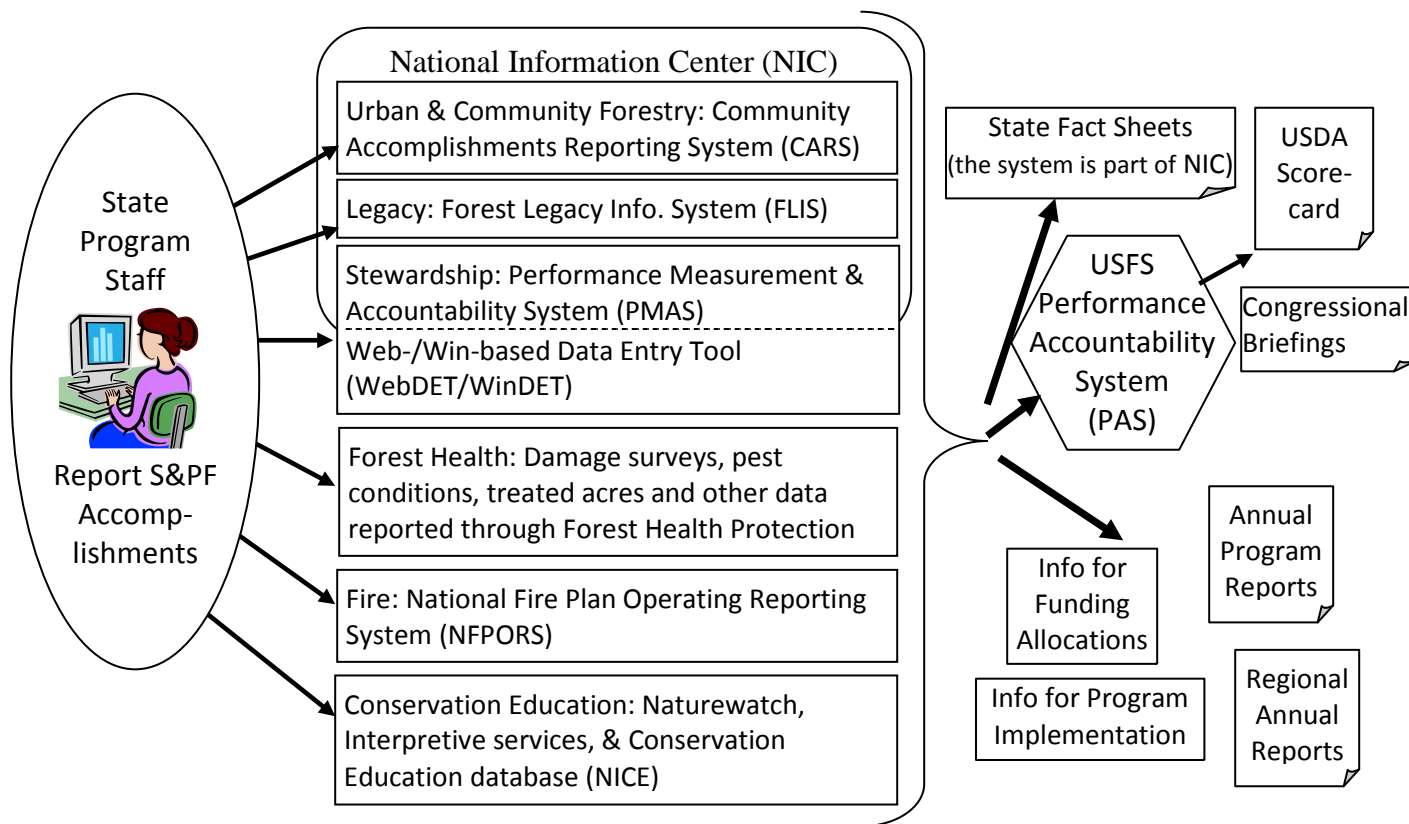 National Information Center (NIC)
State
Program
Staff
Report S&PF
Accomp-
lishments
Urban & Community Forestry: Community
Accomplishments Reporting System (CARS)
Legacy: Forest Legacy Info. System (FLIS)
Stewardship: Performance Measurement &
Accountability System (PMAS)
Web-/Win-based Data Entry Tool
(WebDET/WinDET)
Forest Health: Damage surveys, pest
conditions, treated acres and other data
reported through Forest Health Protection
Fire: National Fire Plan Operating Reporting
System (NFPORS)
Conservation Education: Naturewatch,
Interpretive services, & Conservation
Education database (NICE)
State Fact Sheets
(the system is part of NIC)
USDA
Score-
card
USFS
Performance
Accountability
System
(PAS)
Congressional
Briefings
Info for
Funding
Allocations
Annual
Program
Reports
Info for Program
Implementation
Regional
Annual
Reports